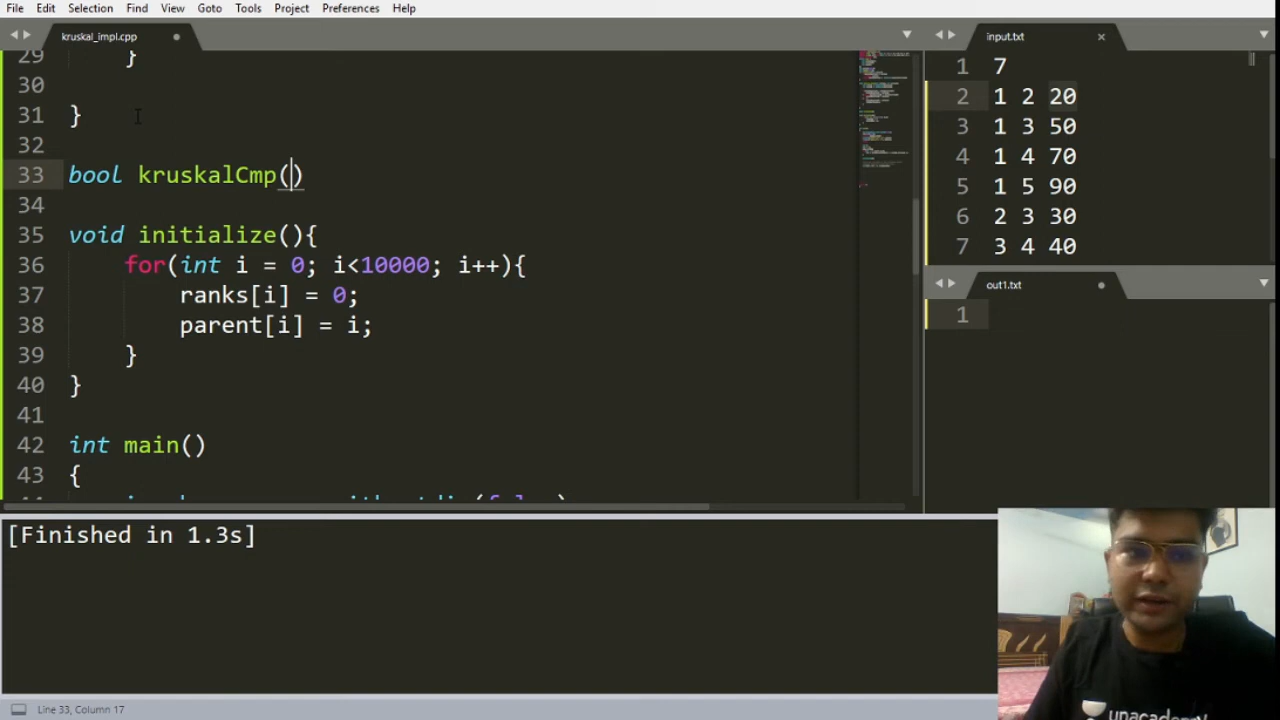 File Edit Selection Find View Goto Tools Project Preferences Help
kruskal_impl.cpp
29 }
30
31 }
32
33 bool kruskalCmp()
34
35 void initialize(){
36 for(int i = 0; i<10000; i++){
37 ranks[i] = 0;
38 parent[i] = i;
39 }
40 }
41
42 int main()
43 {
input.txt
1 7
2 1 2 20
3 1 3 50
4 1 4 70
5 1 5 90
6 2 3 30
7 3 4 40
out1.txt
1
[Finished in 1.3s]
unacademy
Line 33, Column 17